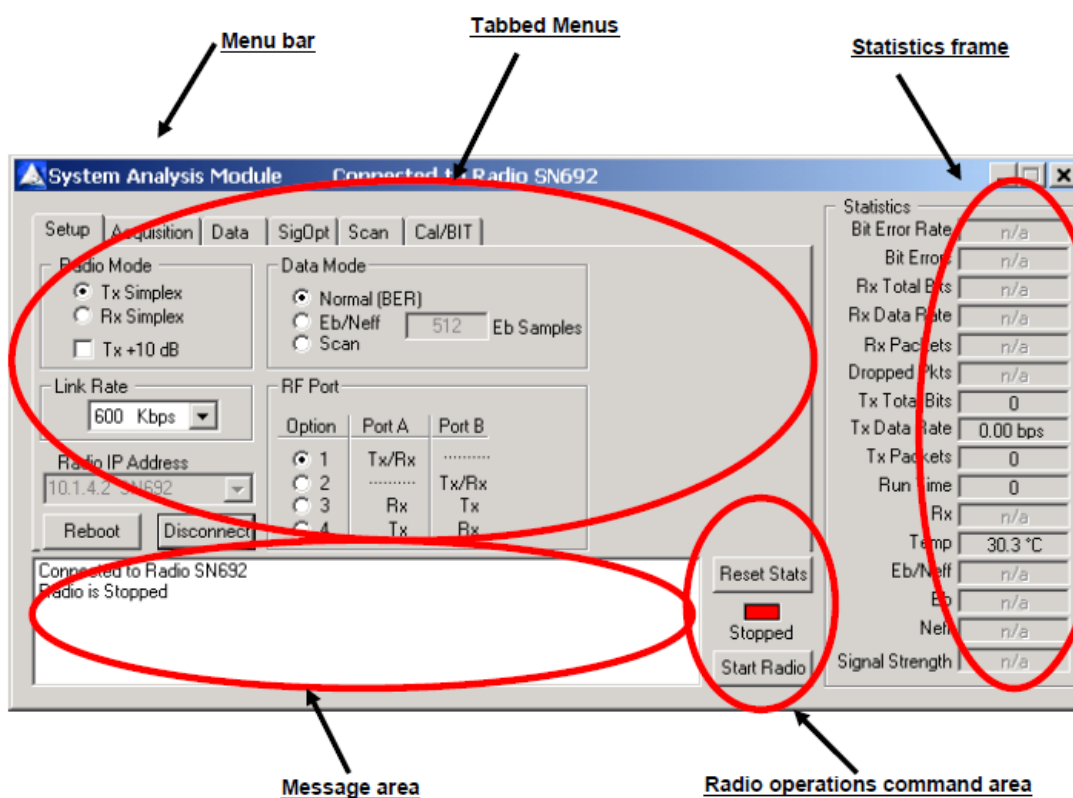 Menu bar
Tabbed Menus
Statistics frame
System Analysis Module Connected to Radio SN692
Setup Acquisition Data SigOpt Scan Cal/BIT
Radio Mode
Tx Simplex
Rx Simplex
Tx +10 dB
Data Mode
Normal (BER)
Eb/Neff 512 Eb Samples
Scan
Link Rate
600 Kbps
Radio IP Address
10.1.4.2 SN692
Reboot Disconnect
RF Port
Option Port A Port B
1 Tx/Rx ..........
2 .......... Tx/Rx
3 Rx Tx
4 Tx Rx
Connected to Radio SN692
Radio is Stopped
Reset Stats
Stopped
Start Radio
Statistics
Bit Error Rate n/a
Bit Errors n/a
Rx Total Bits n/a
Rx Data Rate n/a
Rx Packets n/a
Dropped Pkts n/a
Tx Total Bits 0
Tx Data Rate 0.00 bps
Tx Packets 0
Run Time 0
Rx n/a
Temp 30.3 °C
Eb/Neff n/a
Eb n/a
Neff n/a
Signal Strength n/a
Message area
Radio operations command area